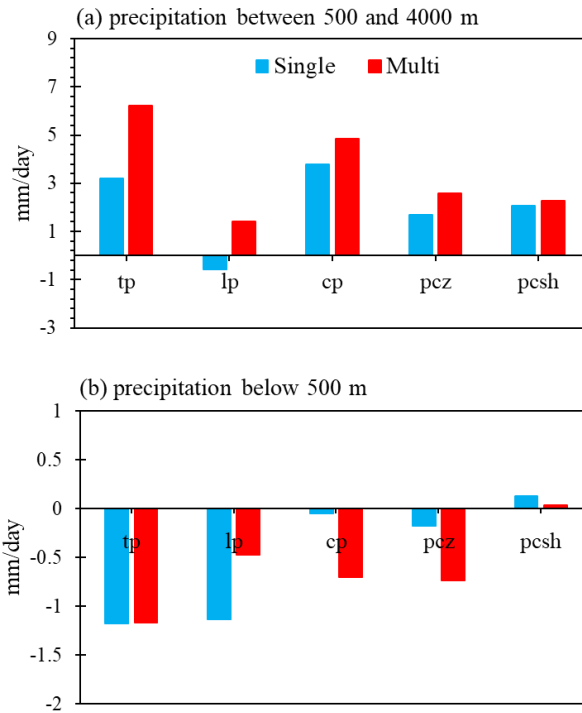 (a) precipitation between 500 and 4000 m
9
7
5
3
1
-1
-3
mm/day
Single Multi
tp lp cp pcz pcsh
(b) precipitation below 500 m
1
0.5
0
-0.5
-1
-1.5
-2
mm/day
tp lp cp pcz pcsh